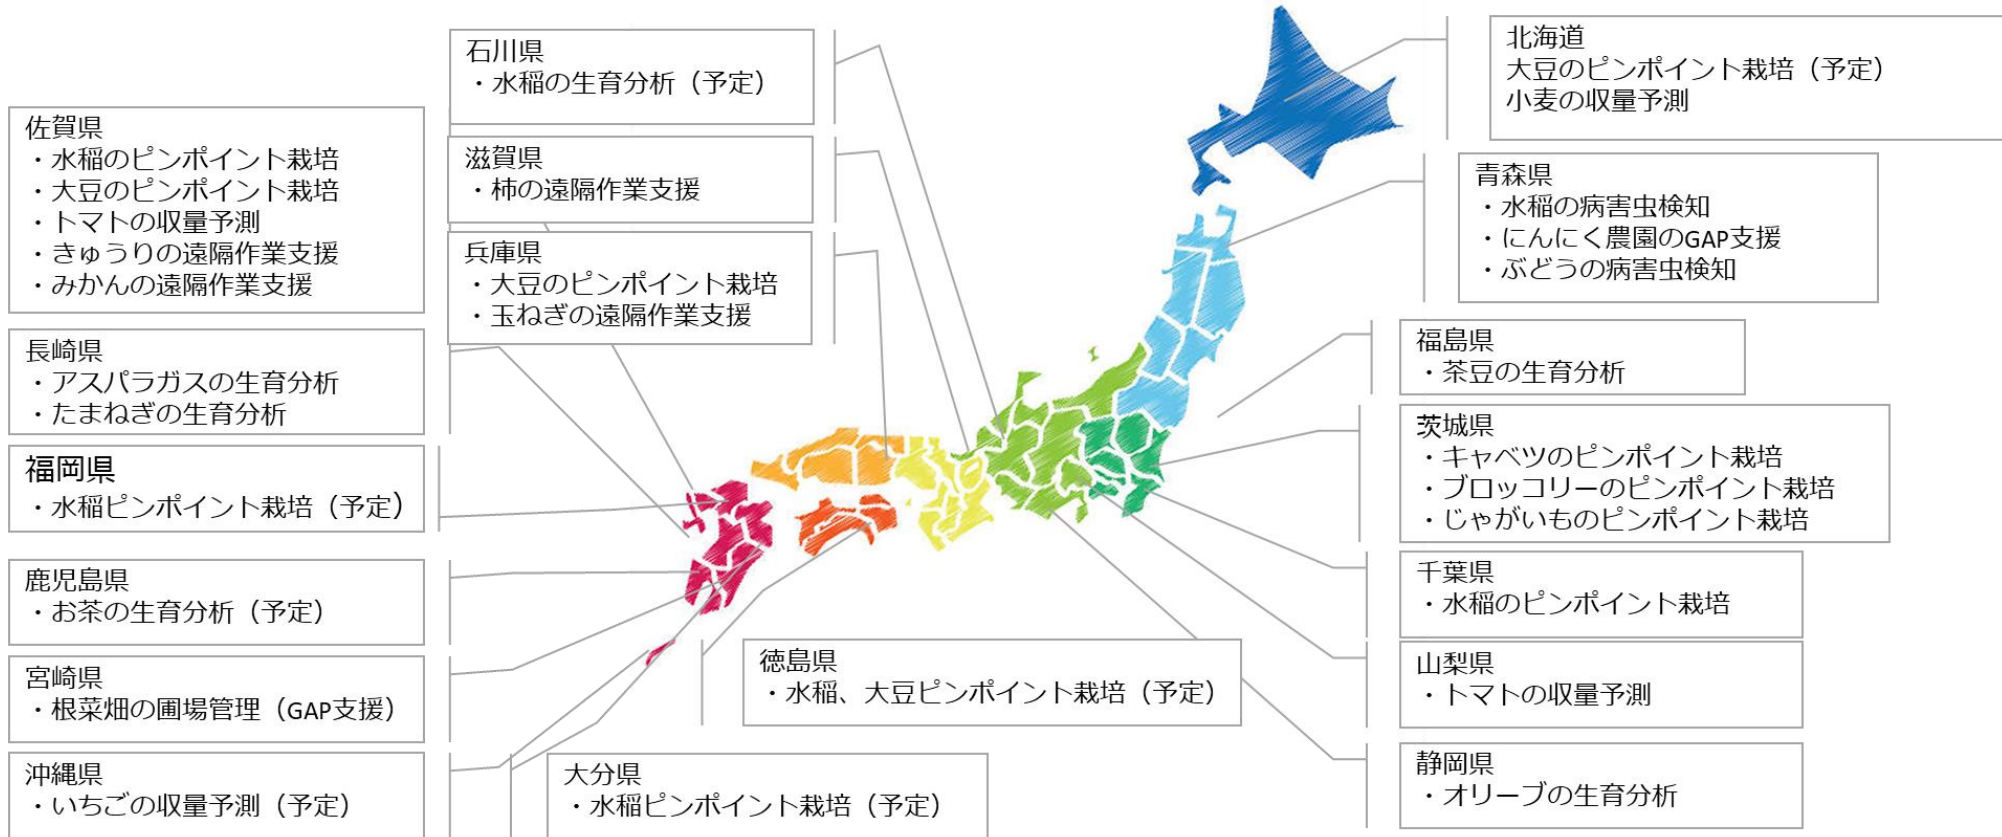 石川県
・水稲の生育分析（予定）
滋賀県
・柿の遠隔作業支援
兵庫県
・大豆のピンポイント栽培
・玉ねぎの遠隔作業支援
佐賀県
・水稲のピンポイント栽培
・大豆のピンポイント栽培
・トマトの収量予測
・きゅうりの遠隔作業支援
・みかんの遠隔作業支援
長崎県
・アスパラガスの生育分析
・たまねぎの生育分析
福岡県
・水稲ピンポイント栽培（予定）
鹿児島県
・お茶の生育分析（予定）
宮崎県
・根菜畑の圃場管理（GAP支援）
沖縄県
・いちごの収量予測（予定）
大分県
・水稲ピンポイント栽培（予定）
徳島県
・水稲、大豆ピンポイント栽培（予定）
北海道
大豆のピンポイント栽培（予定）
小麦の収量予測
青森県
・水稲の病害虫検知
・にんにく農園のGAP支援
・ぶどうの病害虫検知
福島県
・茶豆の生育分析
茨城県
・キャベツのピンポイント栽培
・ブロッコリーのピンポイント栽培
・じゃがいものピンポイント栽培
千葉県
・水稲のピンポイント栽培
山梨県
・トマトの収量予測
静岡県
・オリーブの生育分析